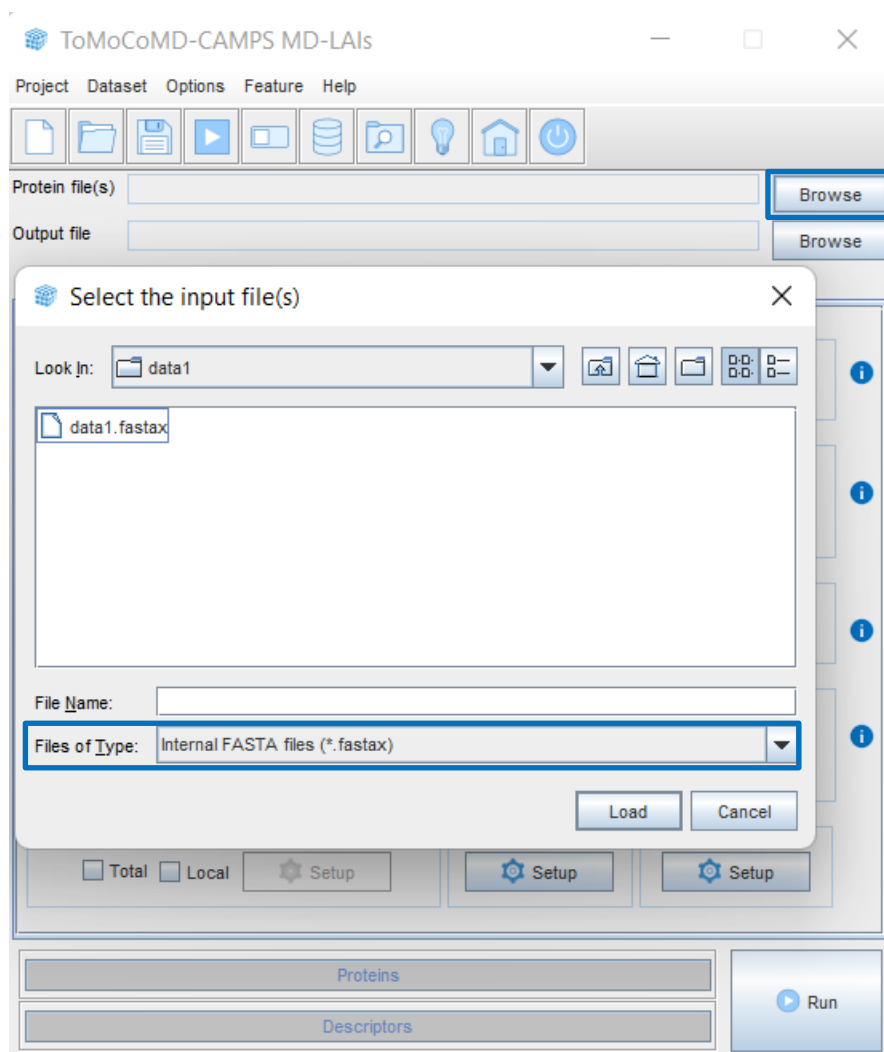 ToMoCoMD-CAMPS MD-LAIs
Project Dataset Options Feature Help
Protein file(s) Browse
Output file Browse
Select the input file(s)
Look In: data1
data1.fastax
File Name:
Files of Type: Internal FASTA files (*.fastax)
Load Cancel
Total Local Setup Setup Setup
Proteins
Run
Descriptors